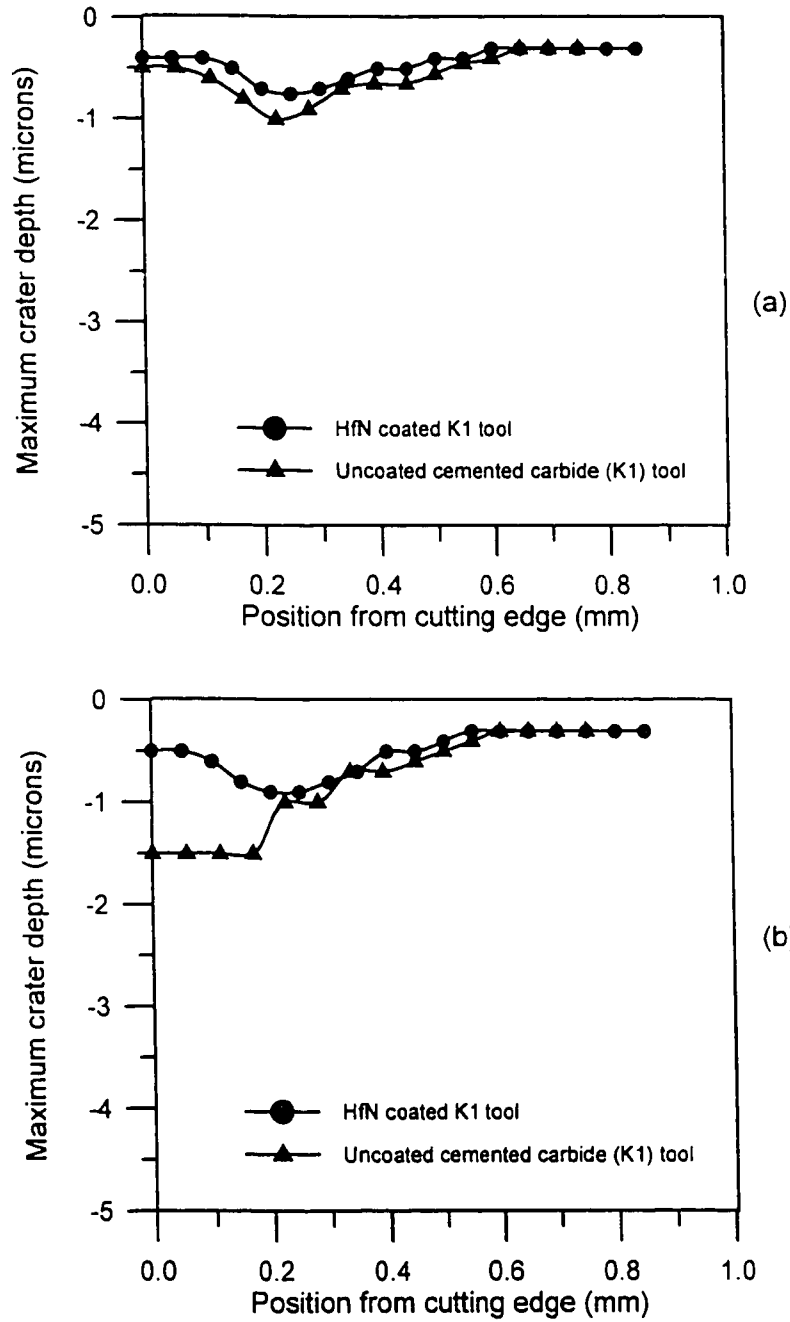 0
-1
-2
-3
-4
-5
Maximum crater depth (microns)
HfN coated K1 tool
Uncoated cemented carbide (K1) tool
0.0 0.2 0.4 0.6 0.8 1.0
Position from cutting edge (mm)
(a)
0
-1
-2
-3
-4
-5
Maximum crater depth (microns)
HfN coated K1 tool
Uncoated cemented carbide (K1) tool
0.0 0.2 0.4 0.6 0.8 1.0
Position from cutting edge (mm)
(b